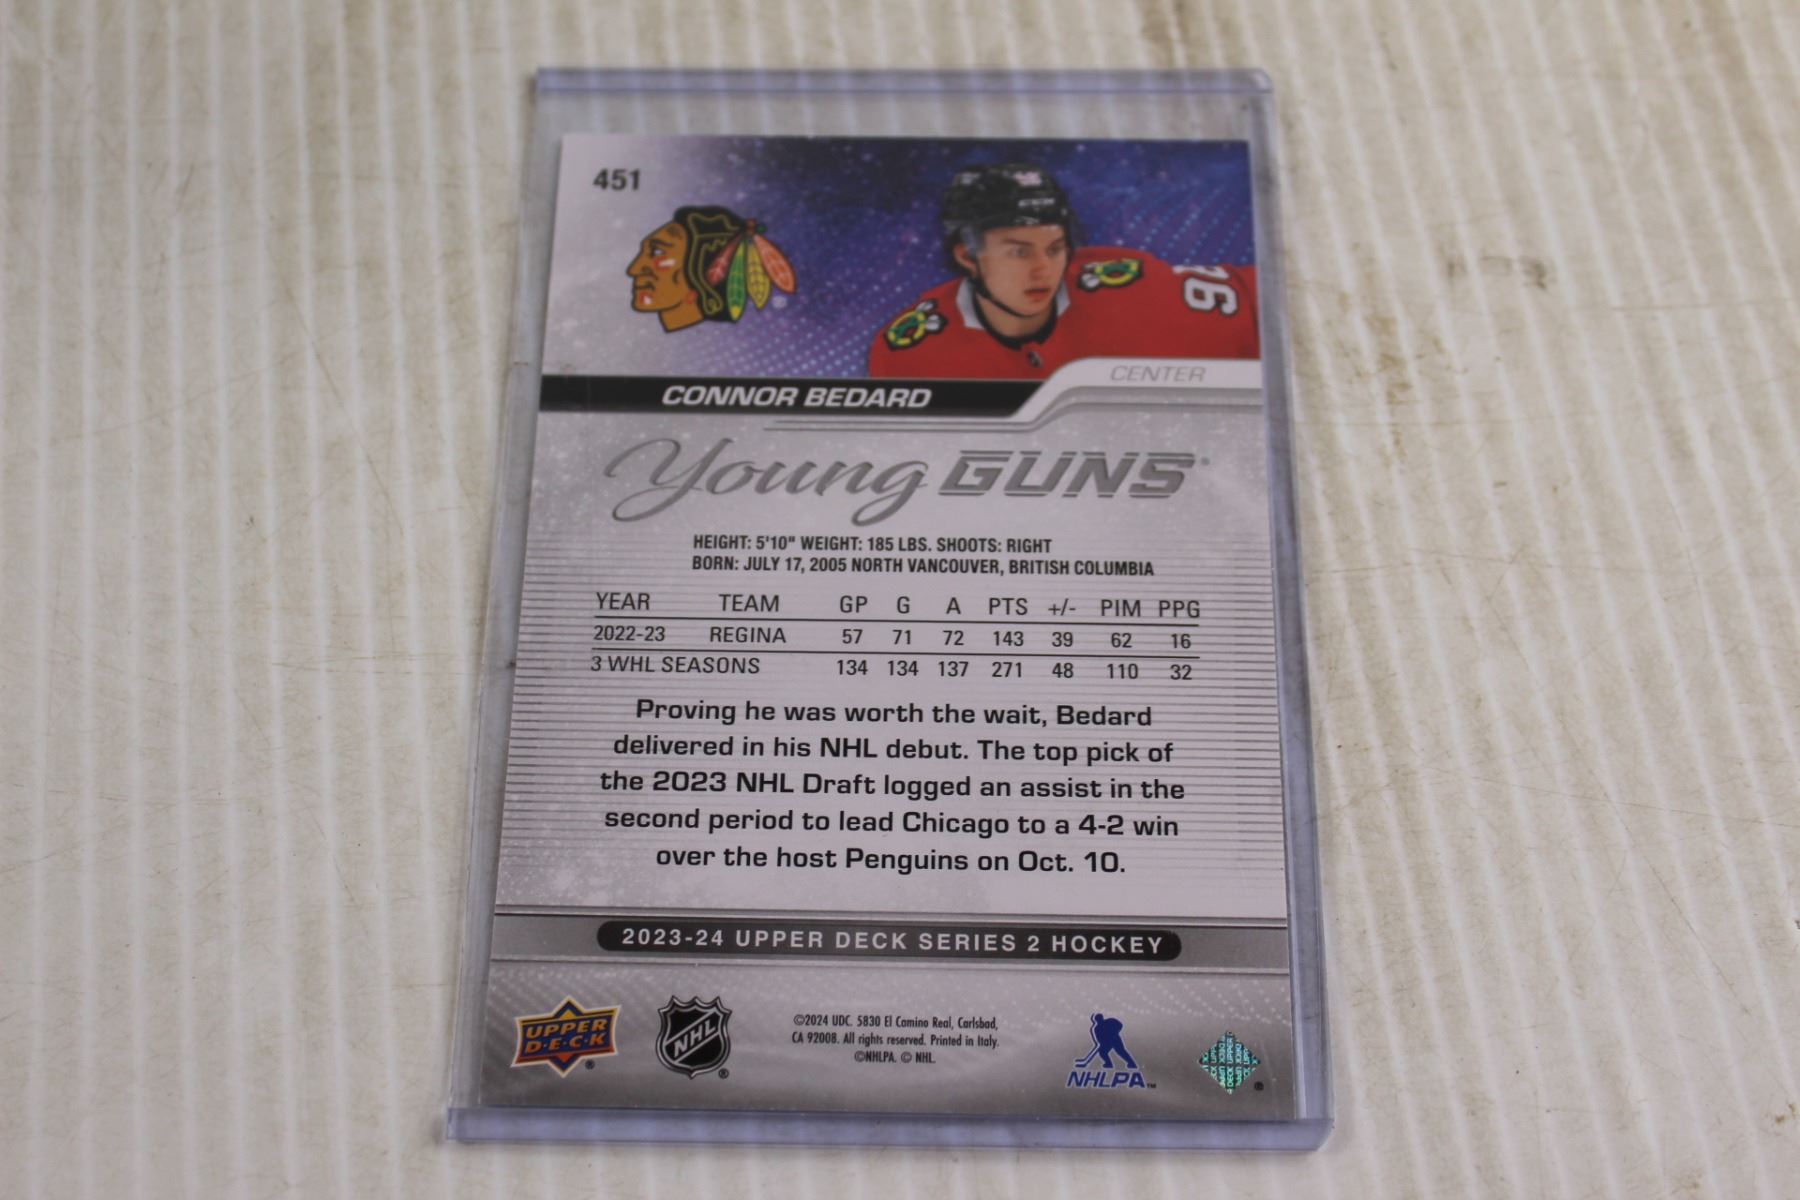 451
CCM
98
CENTER
CONNOR BEDARD
Young GUNS
HEIGHT: 5'10" WEIGHT: 185 LBS. SHOOTS: RIGHT
BORN: JULY 17, 2005 NORTH VANCOUVER, BRITISH COLUMBIA
YEAR TEAM GP G A PTS +/- PIM PPG
2022-23 REGINA 57 71 72 143 39 62 16
3 WHL SEASONS 134 134 137 271 48 110 32
Proving he was worth the wait, Bedard
delivered in his NHL debut. The top pick of
the 2023 NHL Draft logged an assist in the
second period to lead Chicago to a 4-2 win
over the host Penguins on Oct. 10.
2023-24 UPPER DECK SERIES 2 HOCKEY
UPPER
D·E·C·K ®
NHL ®
©2024 UDC. 5830 El Camino Real, Carlsbad,
CA 92008. All rights reserved. Printed in Italy.
©NHLPA. © NHL.
NHLPA™
UPPER DECK
®